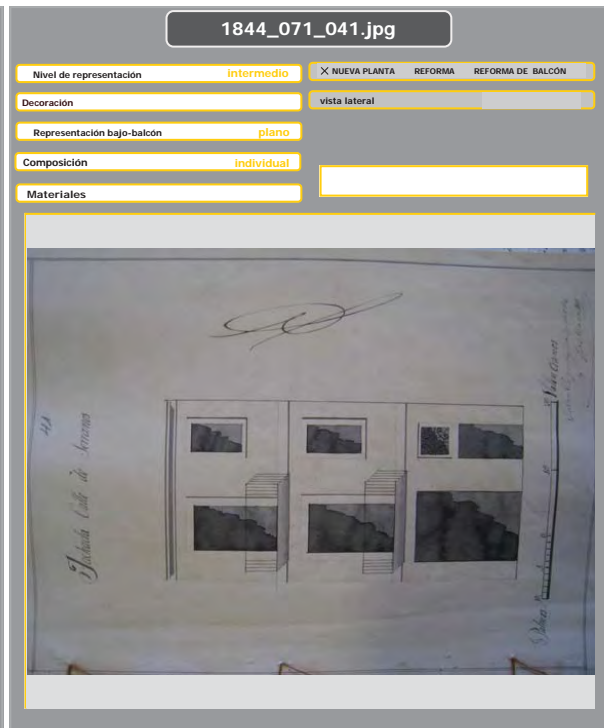 1844_071_041.jpg
Nivel de representación intermedio
✕ NUEVA PLANTA REFORMA REFORMA DE BALCÓN
Decoración
vista lateral
Representación bajo-balcón plano
Composición individual
Materiales
Fachada Calle de Serranos